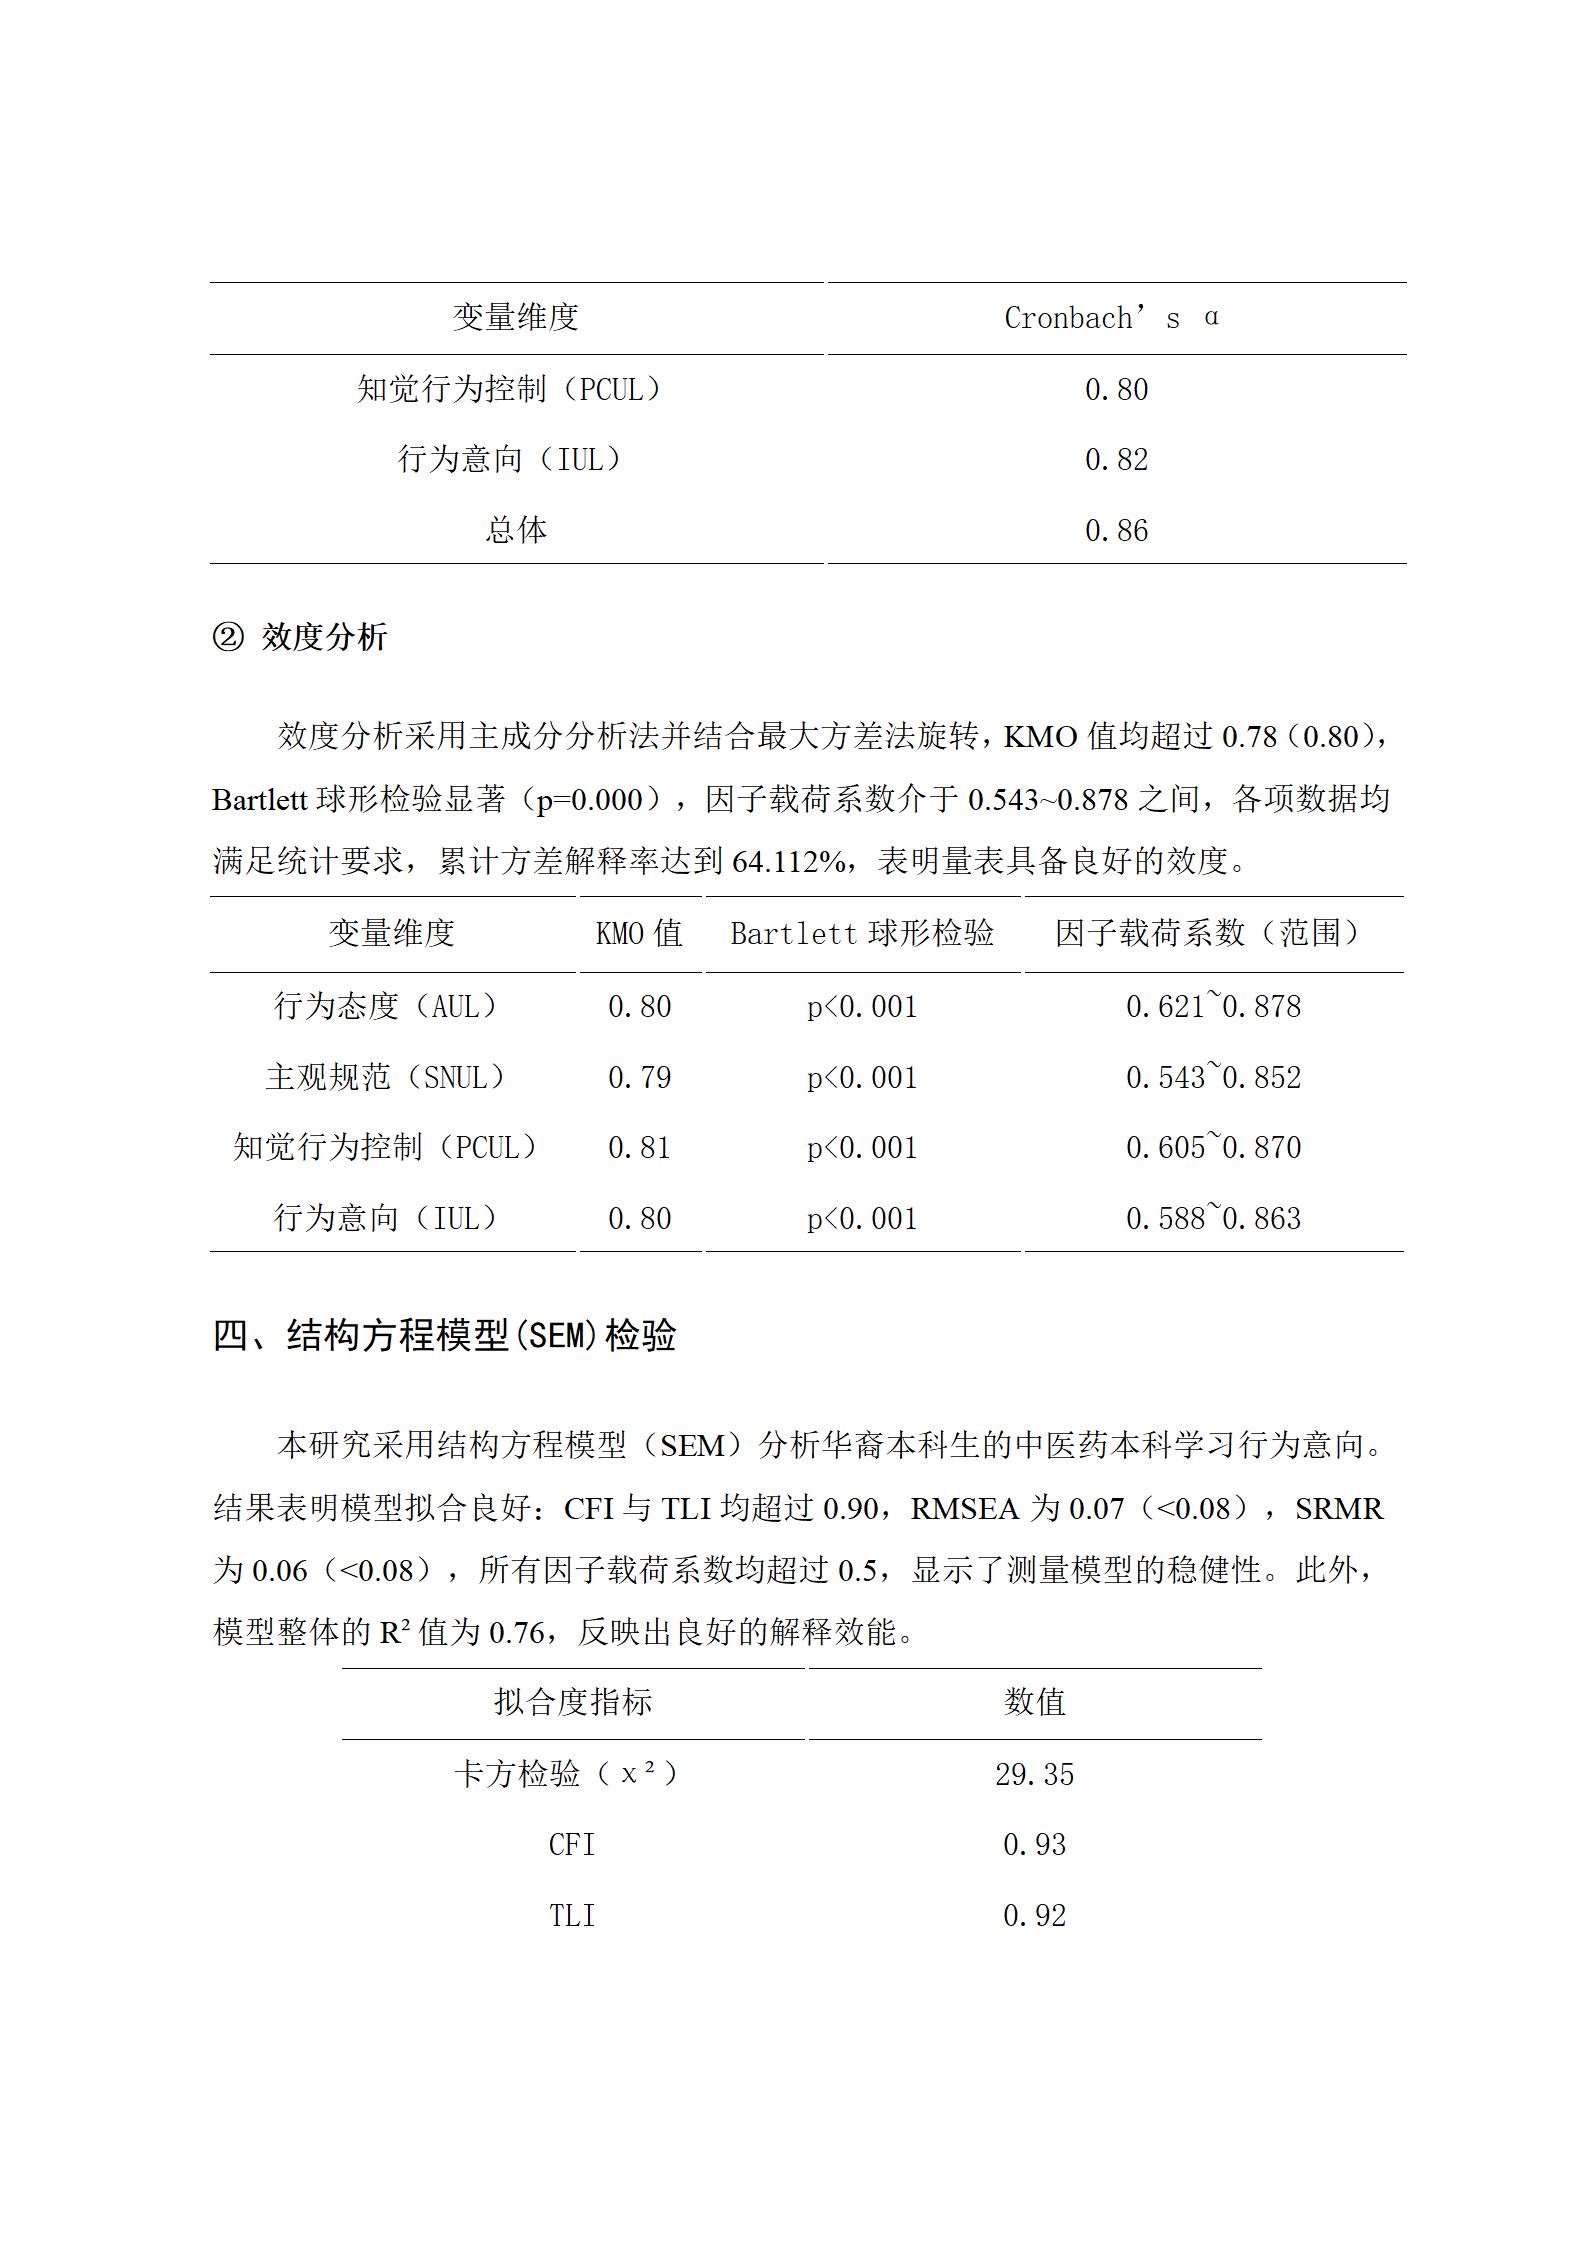 变量维度 Cronbach’s α
知觉行为控制（PCUL） 0.80
行为意向（IUL） 0.82
总体 0.86
② 效度分析
效度分析采用主成分分析法并结合最大方差法旋转，KMO 值均超过 0.78（0.80），
Bartlett 球形检验显著（p=0.000），因子载荷系数介于 0.543~0.878 之间，各项数据均
满足统计要求，累计方差解释率达到 64.112%，表明量表具备良好的效度。
变量维度 KMO 值 Bartlett 球形检验 因子载荷系数（范围）
行为态度（AUL） 0.80 p<0.001 0.621~0.878
主观规范（SNUL） 0.79 p<0.001 0.543~0.852
知觉行为控制（PCUL） 0.81 p<0.001 0.605~0.870
行为意向（IUL） 0.80 p<0.001 0.588~0.863
四、结构方程模型(SEM)检验
本研究采用结构方程模型（SEM）分析华裔本科生的中医药本科学习行为意向。
结果表明模型拟合良好：CFI 与 TLI 均超过 0.90，RMSEA 为 0.07（<0.08），SRMR
为 0.06（<0.08），所有因子载荷系数均超过 0.5，显示了测量模型的稳健性。此外，
模型整体的 R² 值为 0.76，反映出良好的解释效能。
拟合度指标 数值
卡方检验（χ²） 29.35
CFI 0.93
TLI 0.92